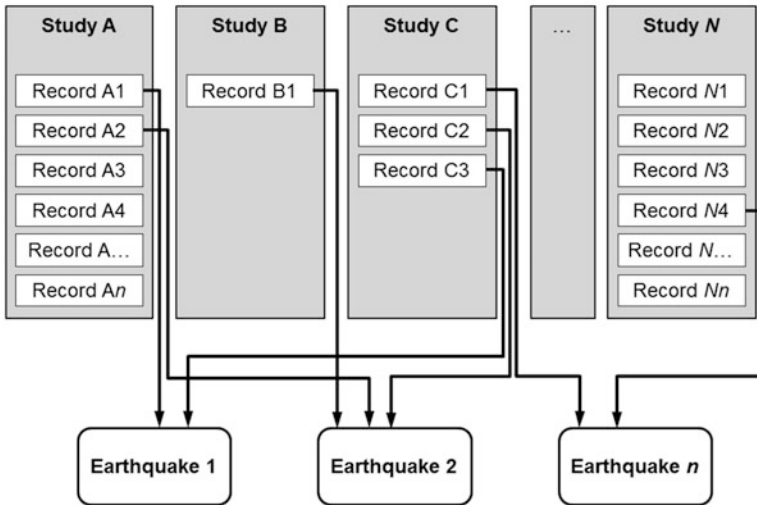 Study A
Study B
Study C
...
Study N
Record A1
Record A2
Record A3
Record A4
Record A...
Record An
Record B1
Record C1
Record C2
Record C3
Record N1
Record N2
Record N3
Record N4
Record N...
Record Nn
Earthquake 1
Earthquake 2
Earthquake n